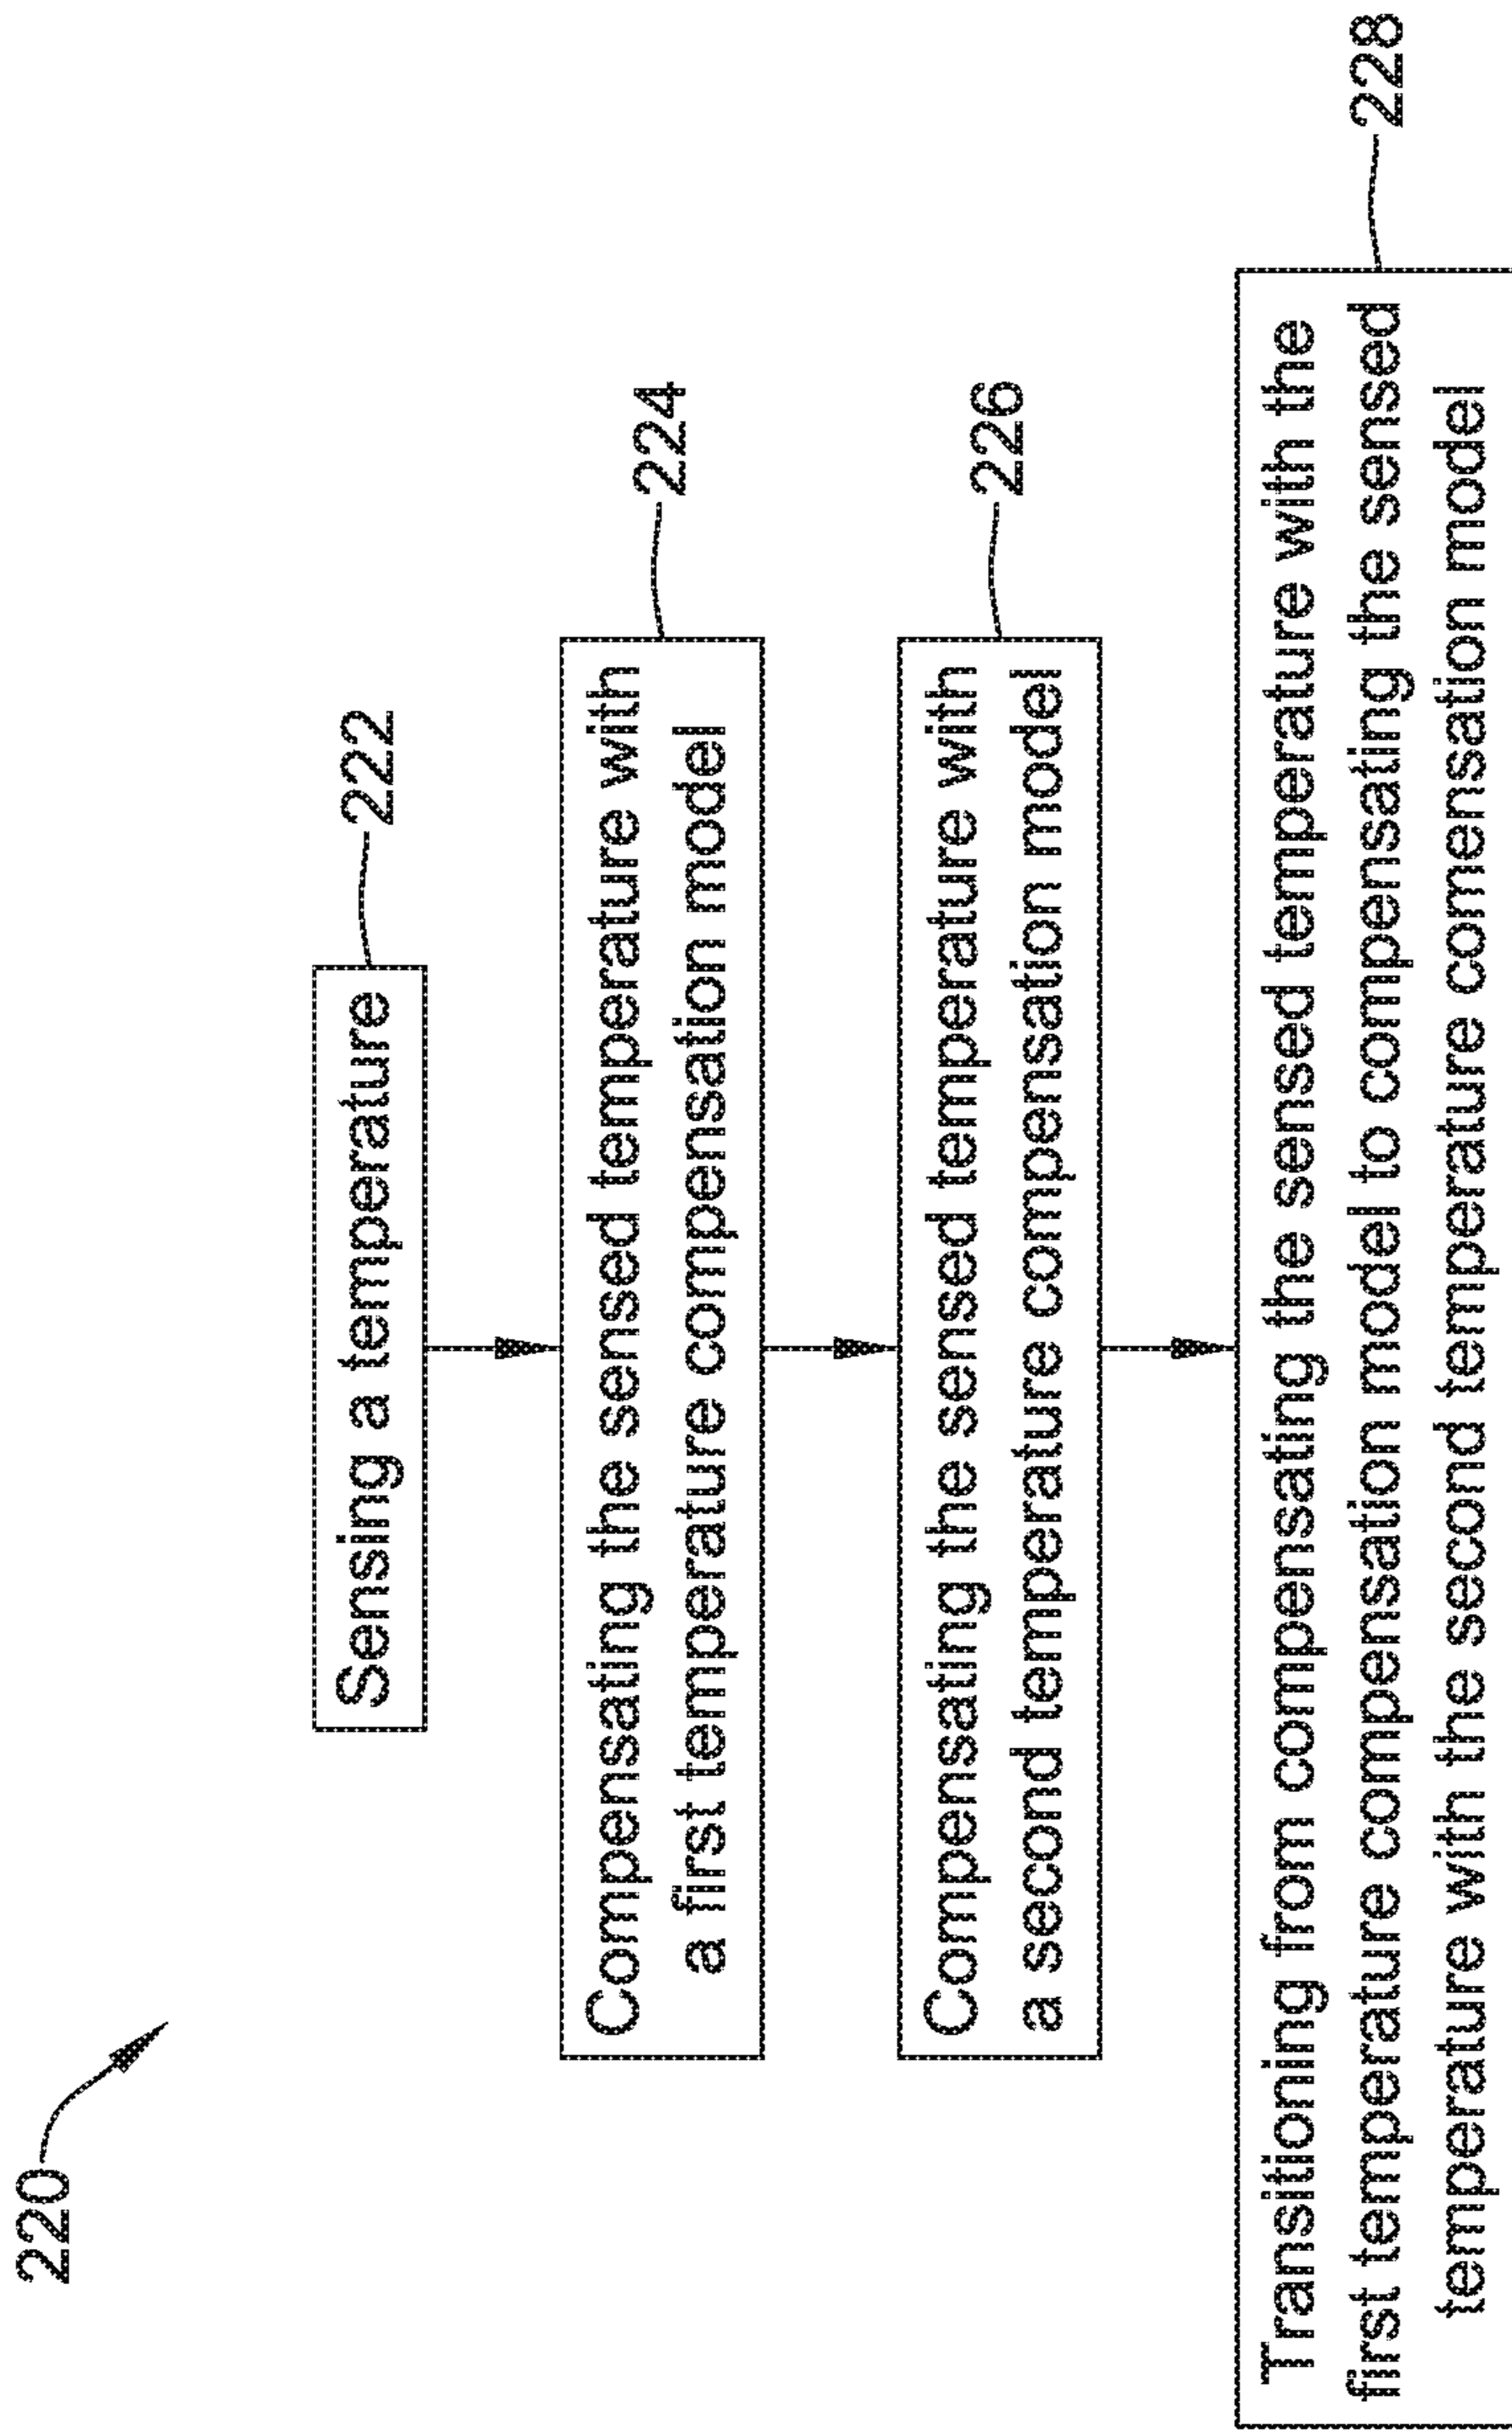 220
Sensing a temperature
222
Compensating the sensed temperature with
a first temperature compensation model
224
Compensating the sensed temperature with
a second temperature compensation model
226
Transitioning from compensating the sensed temperature with the
first temperature compensation model to compensating the sensed
temperature with the second temperature comensation model
228